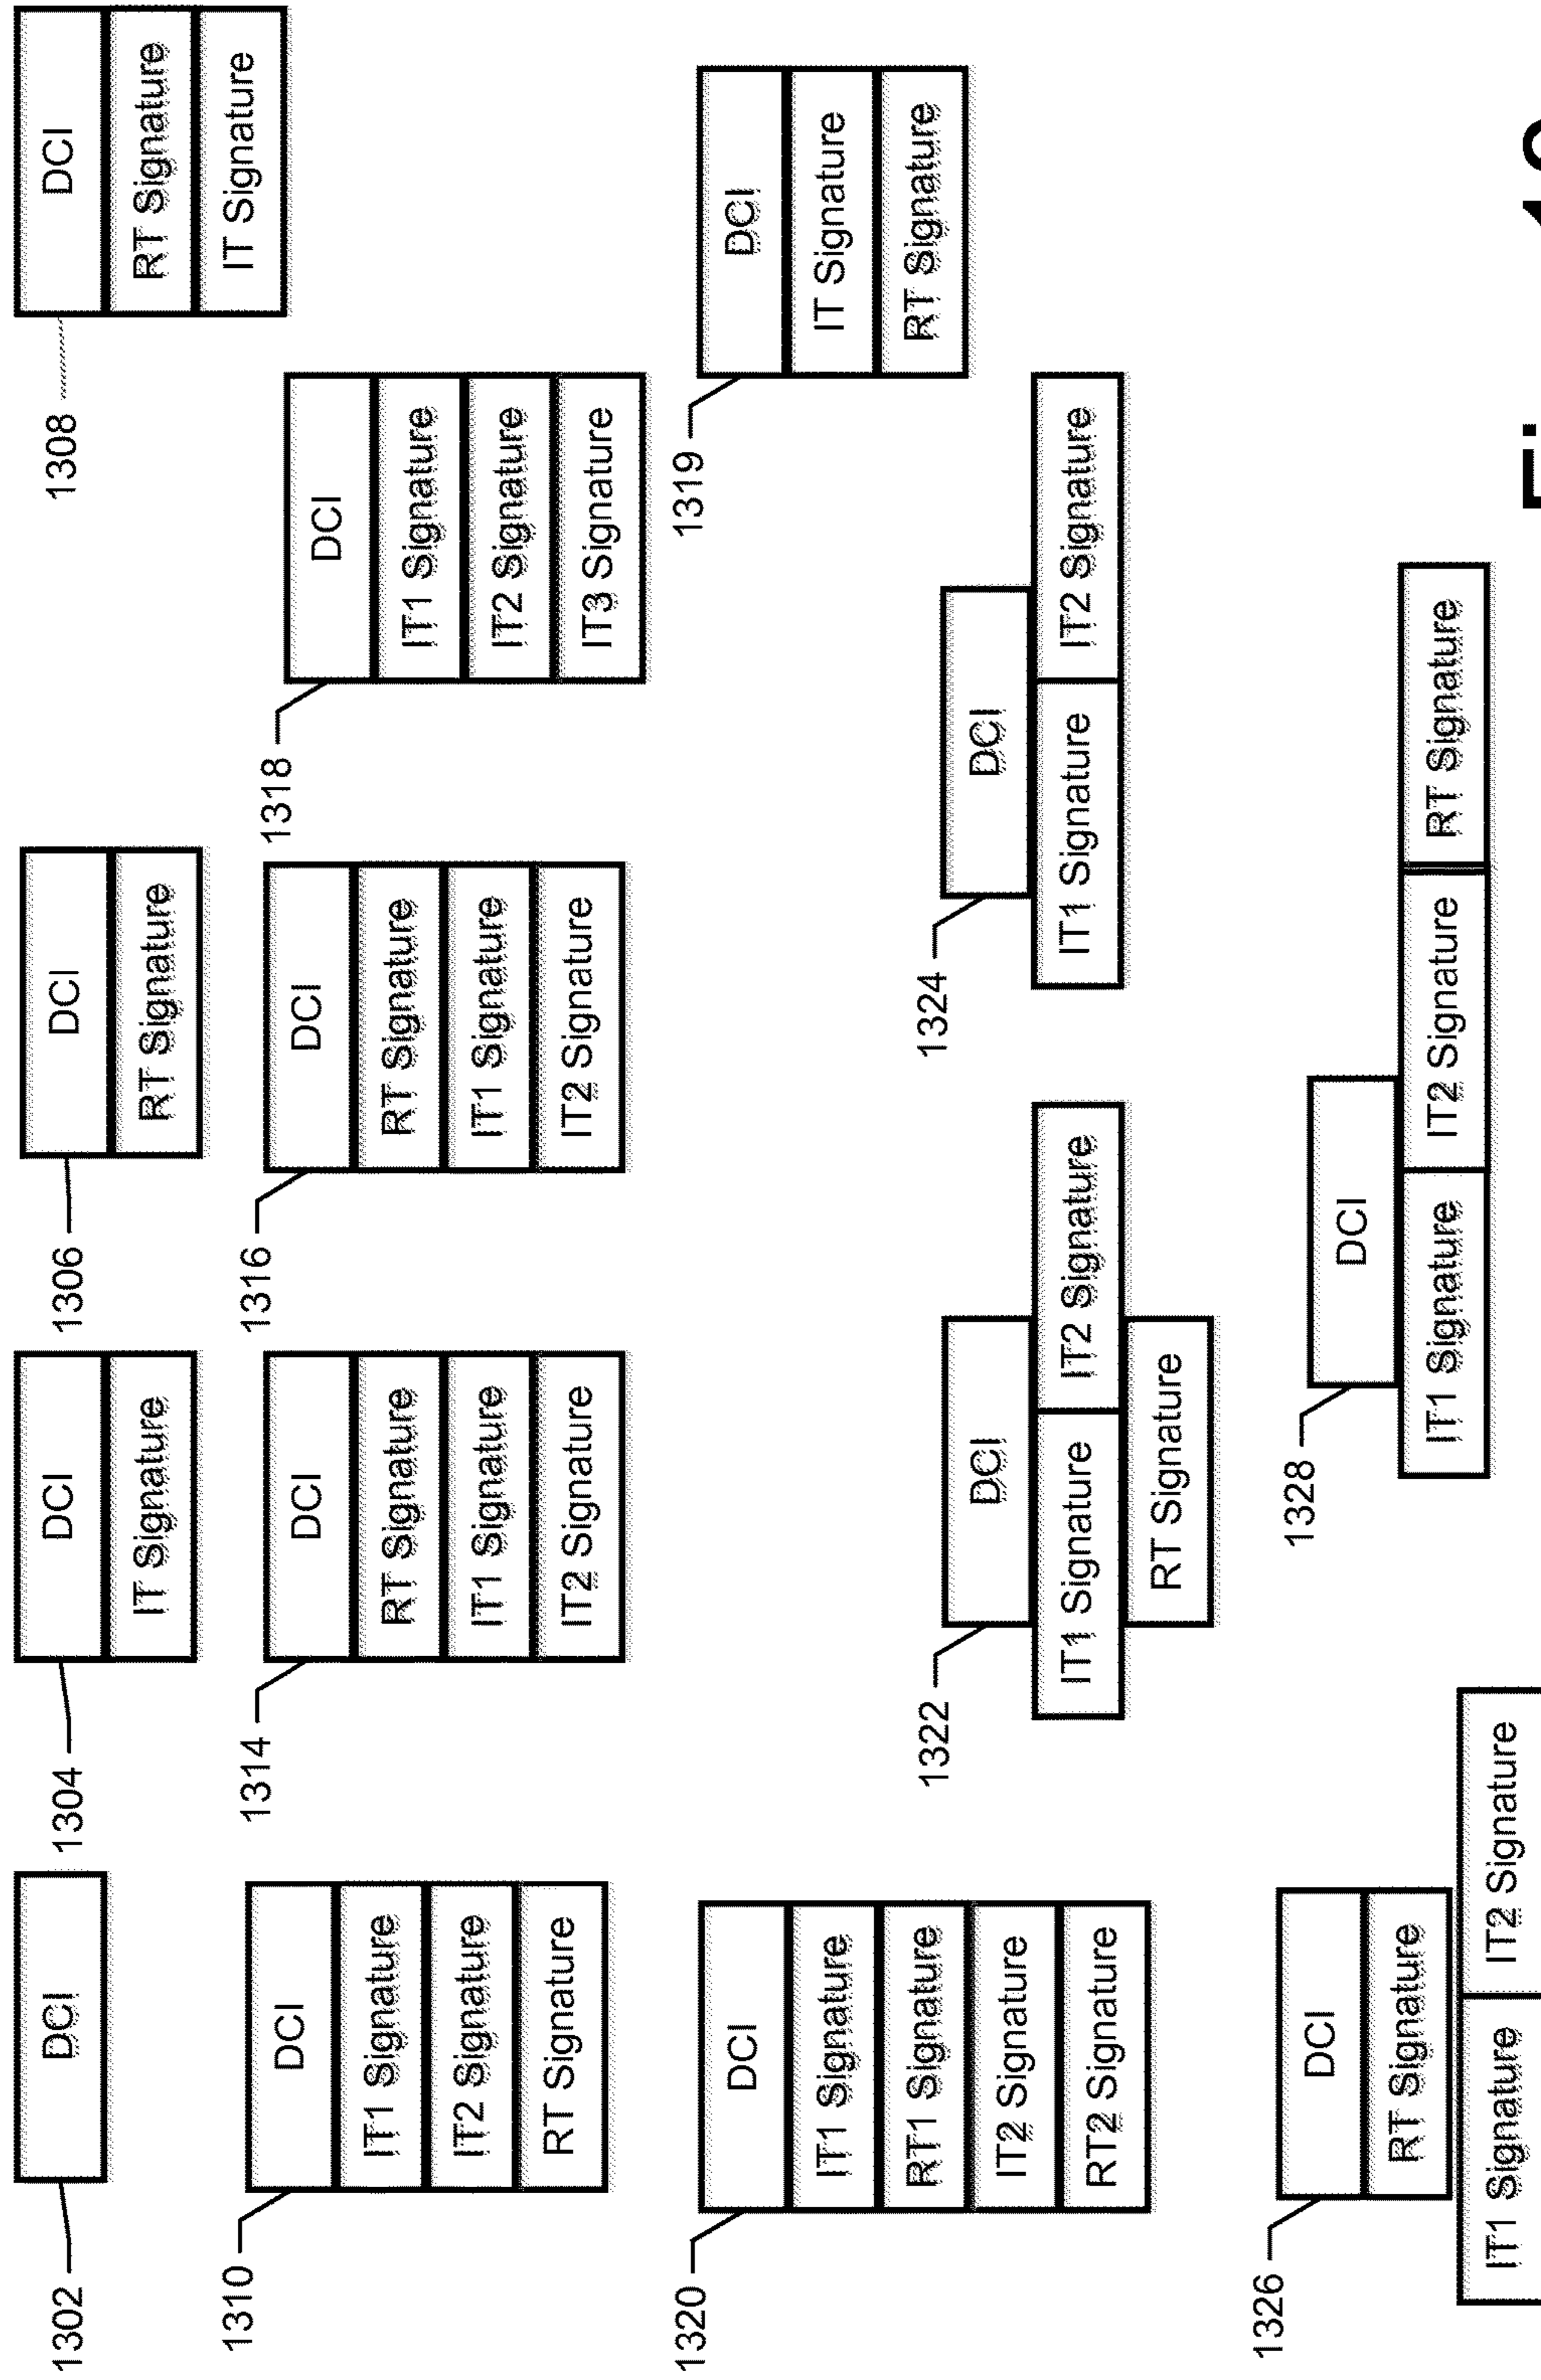 1302
DCI
1304
DCI
IT Signature
1306
DCI
RT Signature
1308
DCI
RT Signature
IT Signature
1310
DCI
IT1 Signature
IT2 Signature
RT Signature
1314
DCI
RT Signature
IT1 Signature
IT2 Signature
1316
DCI
RT Signature
IT1 Signature
IT2 Signature
1318
DCI
IT1 Signature
IT2 Signature
IT3 Signature
1320
DCI
IT1 Signature
RT1 Signature
IT2 Signature
RT2 Signature
1319
DCI
IT Signature
RT Signature
1322
DCI
IT1 Signature IT2 Signature
RT Signature
1324
DCI
IT1 Signature IT2 Signature
1326
DCI
RT Signature
IT1 Signature IT2 Signature
1328
DCI
IT1 Signature IT2 Signature RT Signature